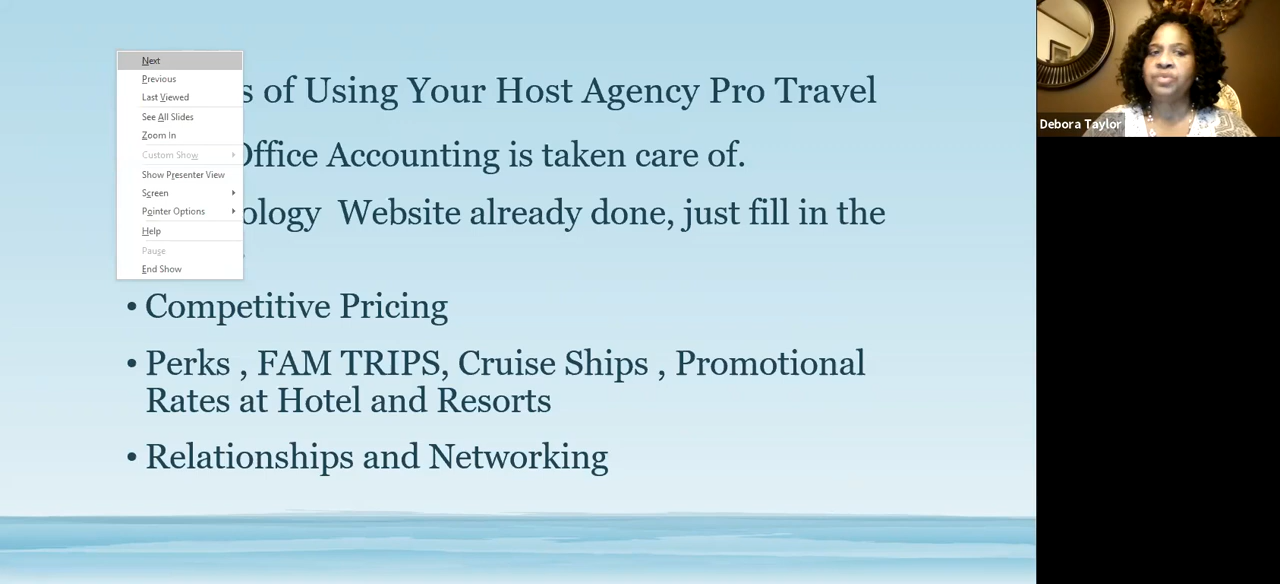 Next
Previous
Last Viewed
See All Slides
Zoom In
Custom Show
Show Presenter View
Screen
Pointer Options
Help
Pause
End Show
s of Using Your Host Agency Pro Travel
Office Accounting is taken care of.
ology Website already done, just fill in the
• Competitive Pricing
• Perks , FAM TRIPS, Cruise Ships , Promotional
Rates at Hotel and Resorts
• Relationships and Networking
Debora Taylor